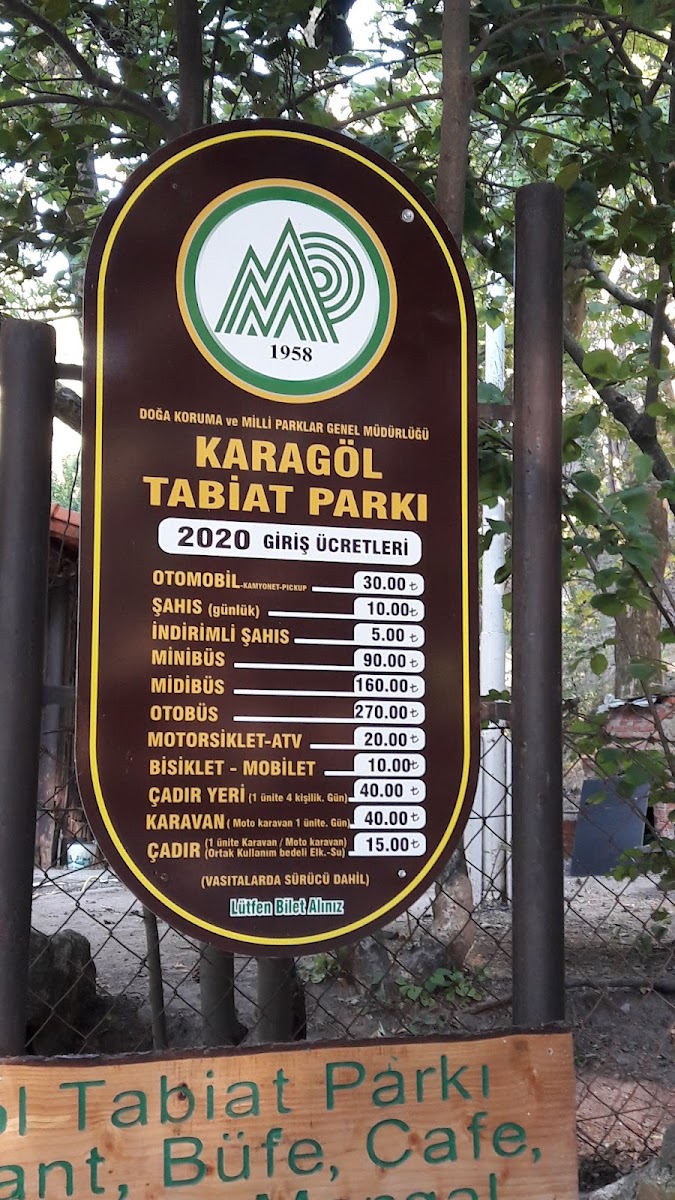 MP
1958
DOĞA KORUMA ve MİLLİ PARKLAR GENEL MÜDÜRLÜĞÜ
KARAGÖL
TABİAT PARKI
2020 GİRİŞ ÜCRETLERİ
OTOMOBİL-KAMYONET-PICKUP 30.00₺
ŞAHIS (günlük) 10.00₺
İNDİRİMLİ ŞAHIS 5.00 ₺
MİNİBÜS 90.00₺
MİDİBÜS 160.00₺
OTOBÜS 270.00₺
MOTORSİKLET-ATV 20.00₺
BİSİKLET - MOBİLET 10.00₺
ÇADIR YERİ (1 ünite 4 kişilik. Gün) 40.00 ₺
KARAVAN ( Moto karavan 1 ünite. Gün) 40.00₺
ÇADIR (1 ünite Karavan / Moto karavan) 15.00₺
(Ortak Kullanım bedeli Elk.-Su)
(VASITALARDA SÜRÜCÜ DAHİL)
Lütfen Bilet Alınız
Tabiat Parkı
Büfe, Cafe,